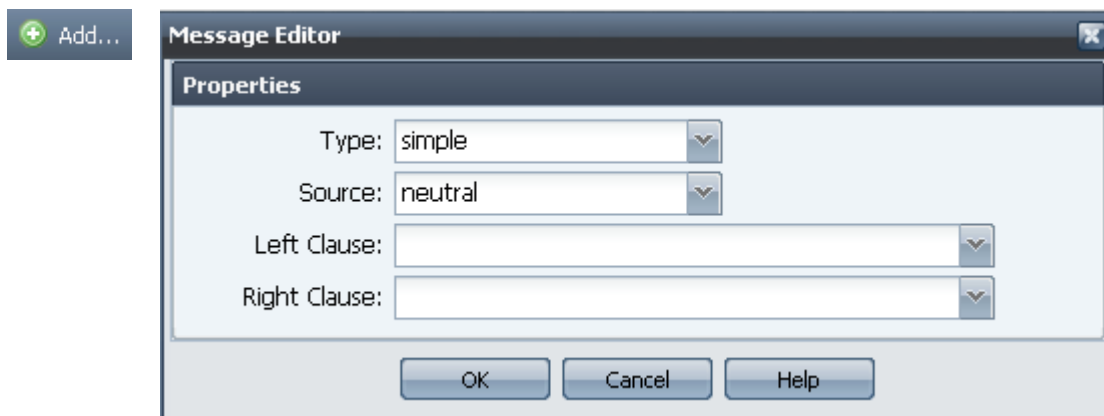 Add...
Message Editor
Properties
Type: simple
Source: neutral
Left Clause:
Right Clause:
OK Cancel Help